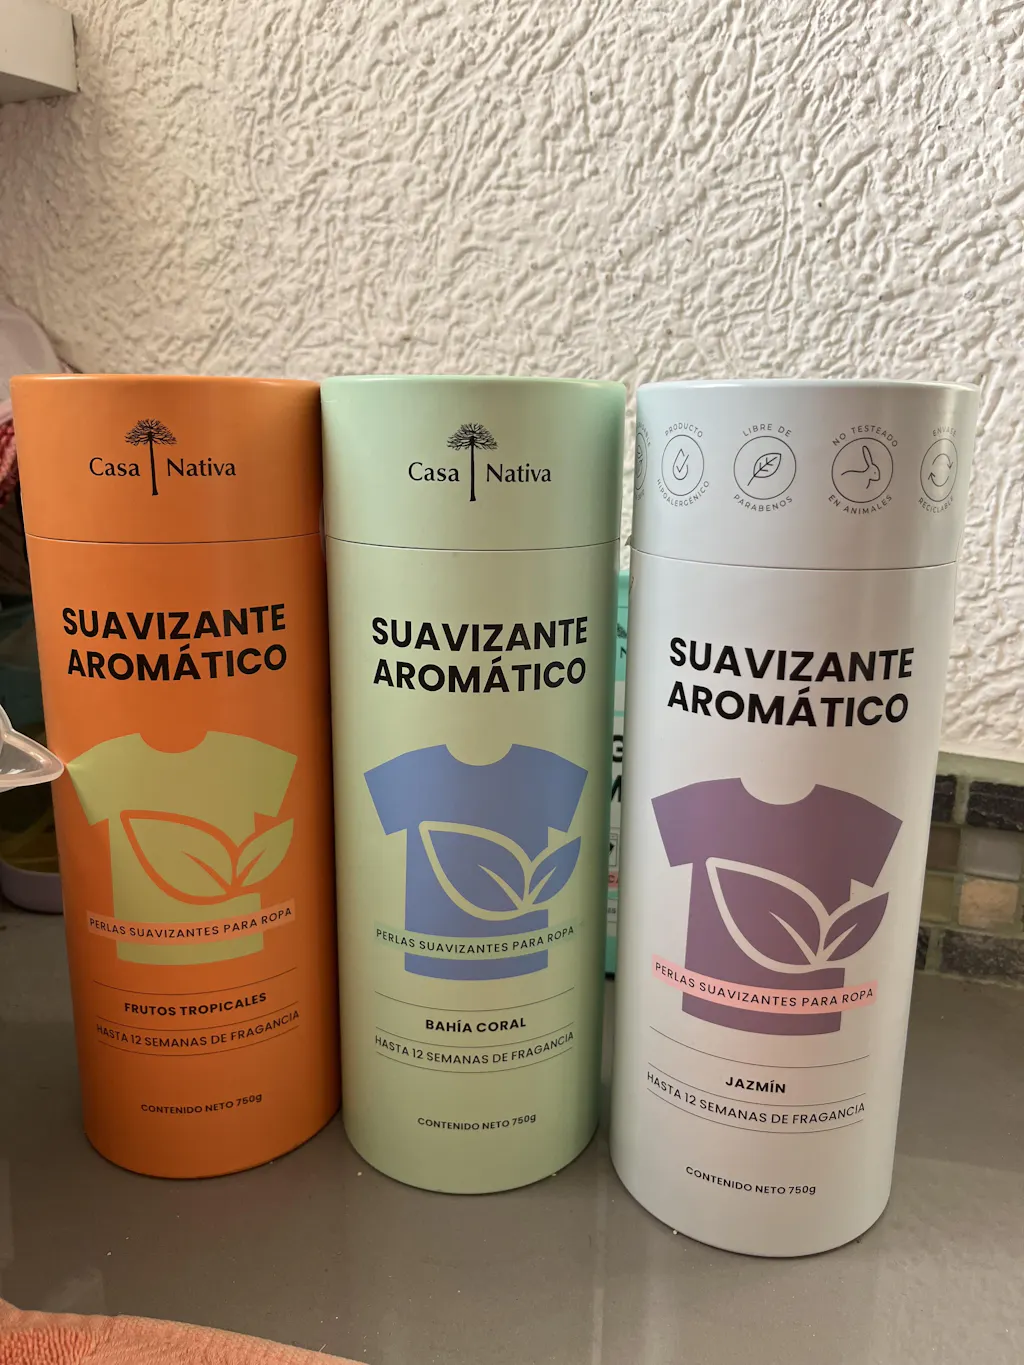 Casa Nativa
SUAVIZANTE
AROMÁTICO
PERLAS SUAVIZANTES PARA ROPA
FRUTOS TROPICALES
HASTA 12 SEMANAS DE FRAGANCIA
CONTENIDO NETO 750g
Casa Nativa
SUAVIZANTE
AROMÁTICO
PERLAS SUAVIZANTES PARA ROPA
BAHÍA CORAL
HASTA 12 SEMANAS DE FRAGANCIA
CONTENIDO NETO 750g
PRODUCTO
HIPOALERGÉNICO
LIBRE DE
PARABENOS
NO TESTEADO
EN ANIMALES
ENVASE
RECICLABLE
SUAVIZANTE
AROMÁTICO
PERLAS SUAVIZANTES PARA ROPA
JAZMÍN
HASTA 12 SEMANAS DE FRAGANCIA
CONTENIDO NETO 750g